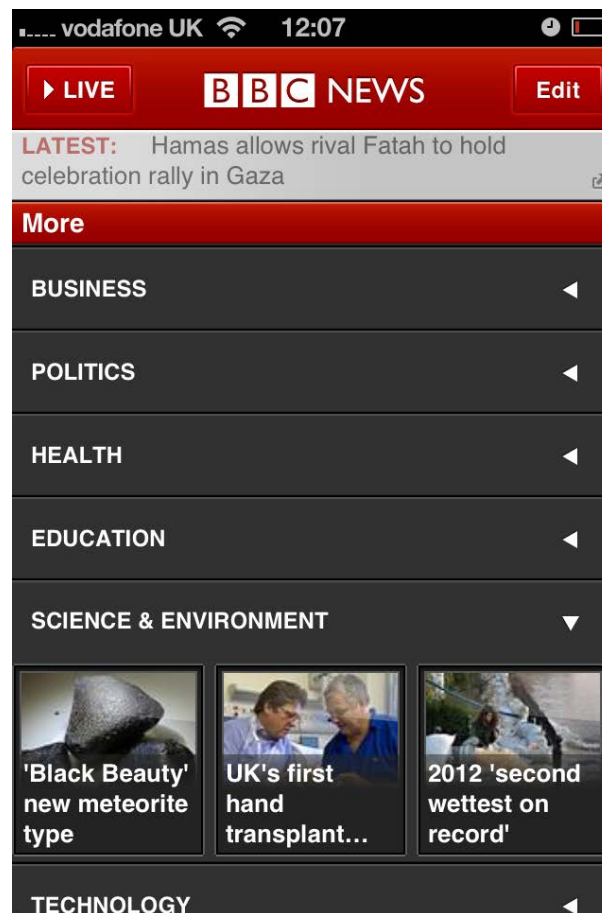 vodafone UK 12:07
LIVE BBC NEWS Edit
LATEST: Hamas allows rival Fatah to hold
celebration rally in Gaza
More
BUSINESS
POLITICS
HEALTH
EDUCATION
SCIENCE & ENVIRONMENT
'Black Beauty'
new meteorite
type
UK's first
hand
transplant...
2012 'second
wettest on
record'
TECHNOLOGY